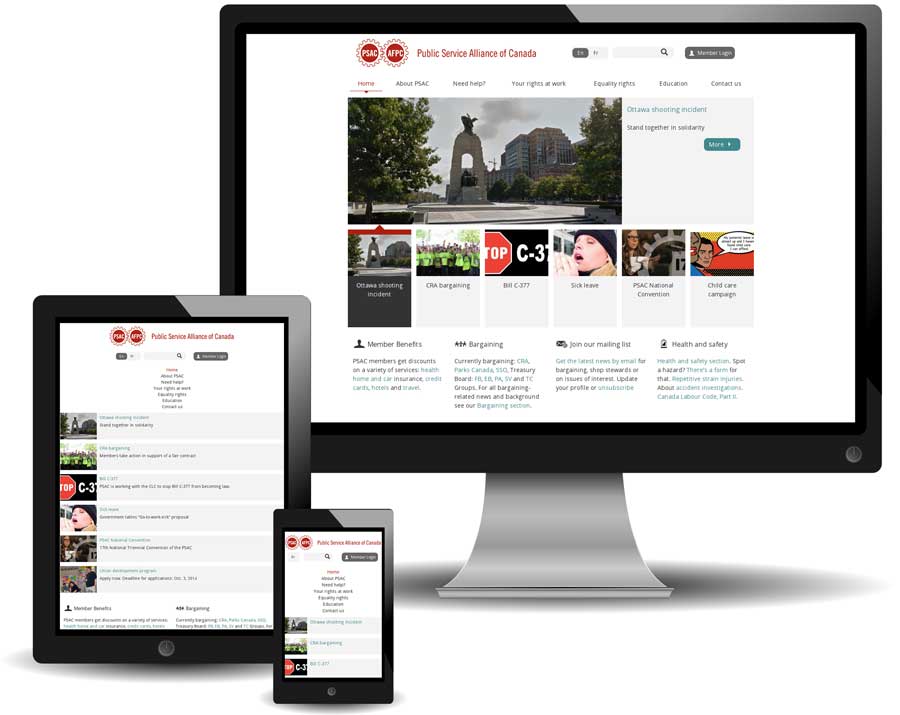 PSAC AFPC Public Service Alliance of Canada En Fr Member Login
Home About PSAC Need help? Your rights at work Equality rights Education Contact us
Ottawa shooting incident
Stand together in solidarity
More
Ottawa shooting
incident
CRA bargaining
TOP C-37
Bill C-377
Sick leave
PSAC National
Convention
Child care
campaign
Member Benefits
PSAC members get discounts
on a variety of services: health
home and car insurance, credit
cards, hotels and travel.
Bargaining
Currently bargaining: CRA,
Parks Canada, SSO, Treasury
Board: FB, EB, PA, SV and TC
Groups. For all bargaining-
related news and background
see our Bargaining section.
Join our mailing list
Get the latest news by email for
bargaining, ship stewards or
on issues of interest. Update
your profile or unsubscribe
Health and safety
Health and safety section. Spot
a hazard? There's a form for
that. Repetitive strain injuries.
About accident investigations.
Canada Labour Code, Part II.
PSAC AFPC Public Service Alliance of Canada
En Fr Member Login
Home
About PSAC
Need help?
Your rights at work
Equality rights
Education
Contact us
Ottawa shooting incident
Stand together in solidarity
CRA bargaining
Members take action in support of a fair contract
TOP C-37
Bill C-377
PSAC is working with the CLC to stop Bill C-377 from becoming law.
Sick leave
Government tables "Go-to-work-sick" proposal
PSAC National Convention
17th National Triennial Convention of the PSAC
Union development program
Apply now: Deadline for applications: Oct. 3, 2014
Member Benefits
PSAC members get discounts on a variety of services:
health home and car insurance, credit cards, hotels
Bargaining
Currently bargaining: CRA, Parks Canada, SSO,
Treasury Board: FB, EB, PA, SV and TC Groups. For
PSAC AFPC Public Service Alliance of Canada
Fr Member Login
Home
About PSAC
Need help?
Your rights at work
Equality rights
Education
Contact us
Ottawa shooting incident
CRA bargaining
TOP C-3
Bill C-377